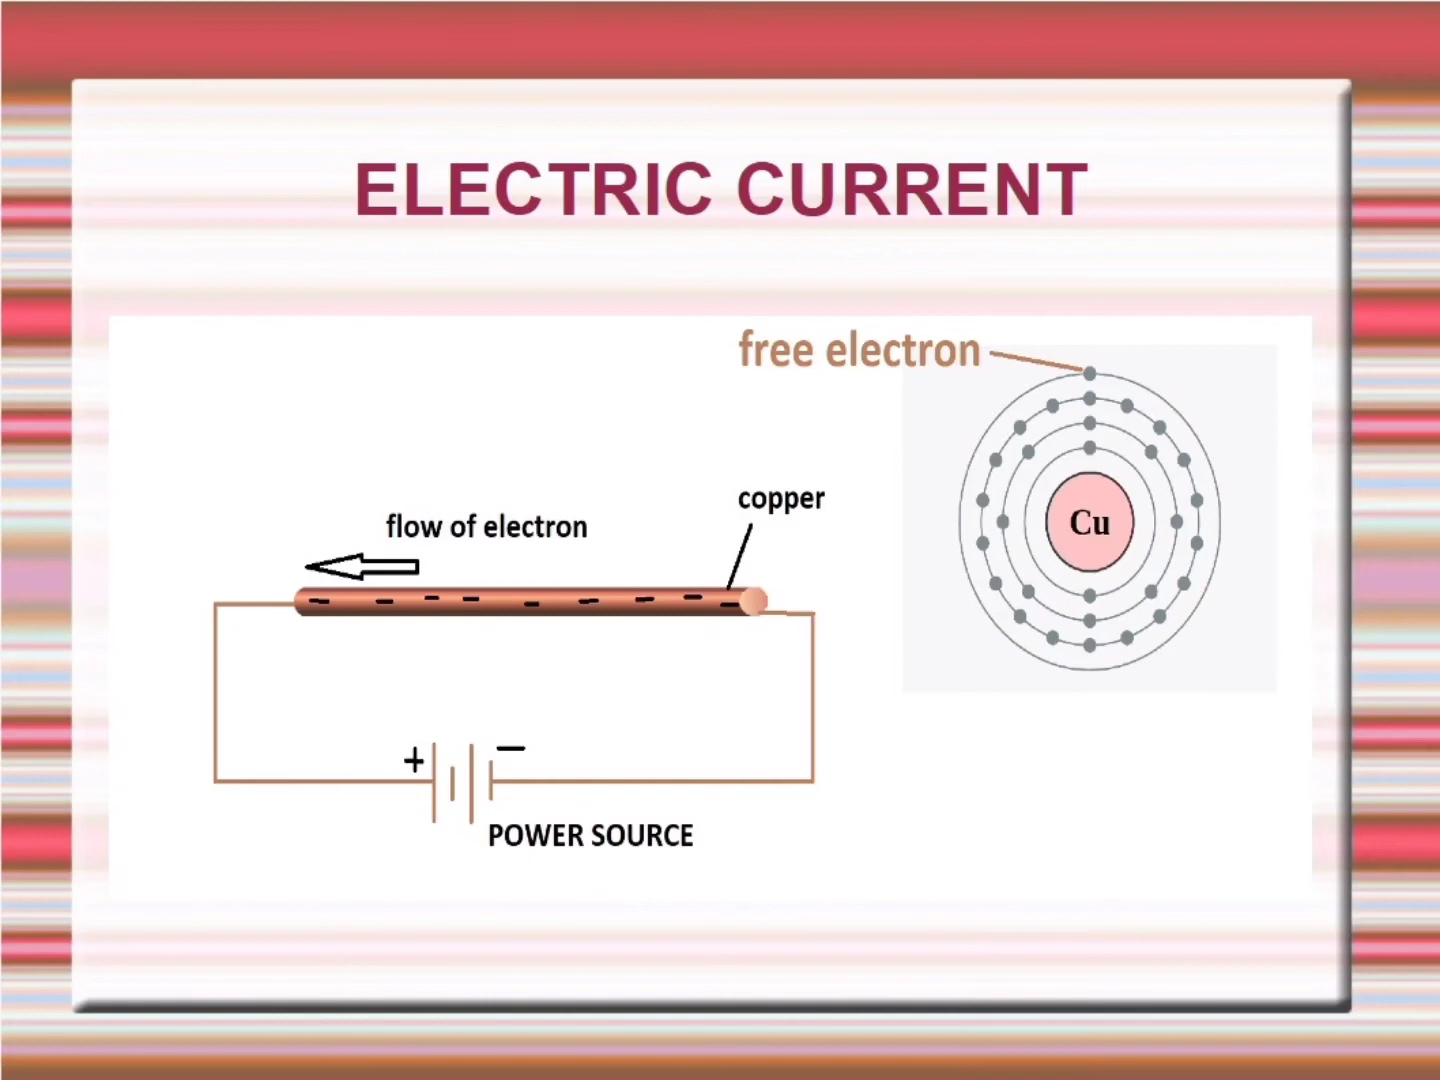 ELECTRIC CURRENT
free electron
Cu
copper
flow of electron
+ −
POWER SOURCE